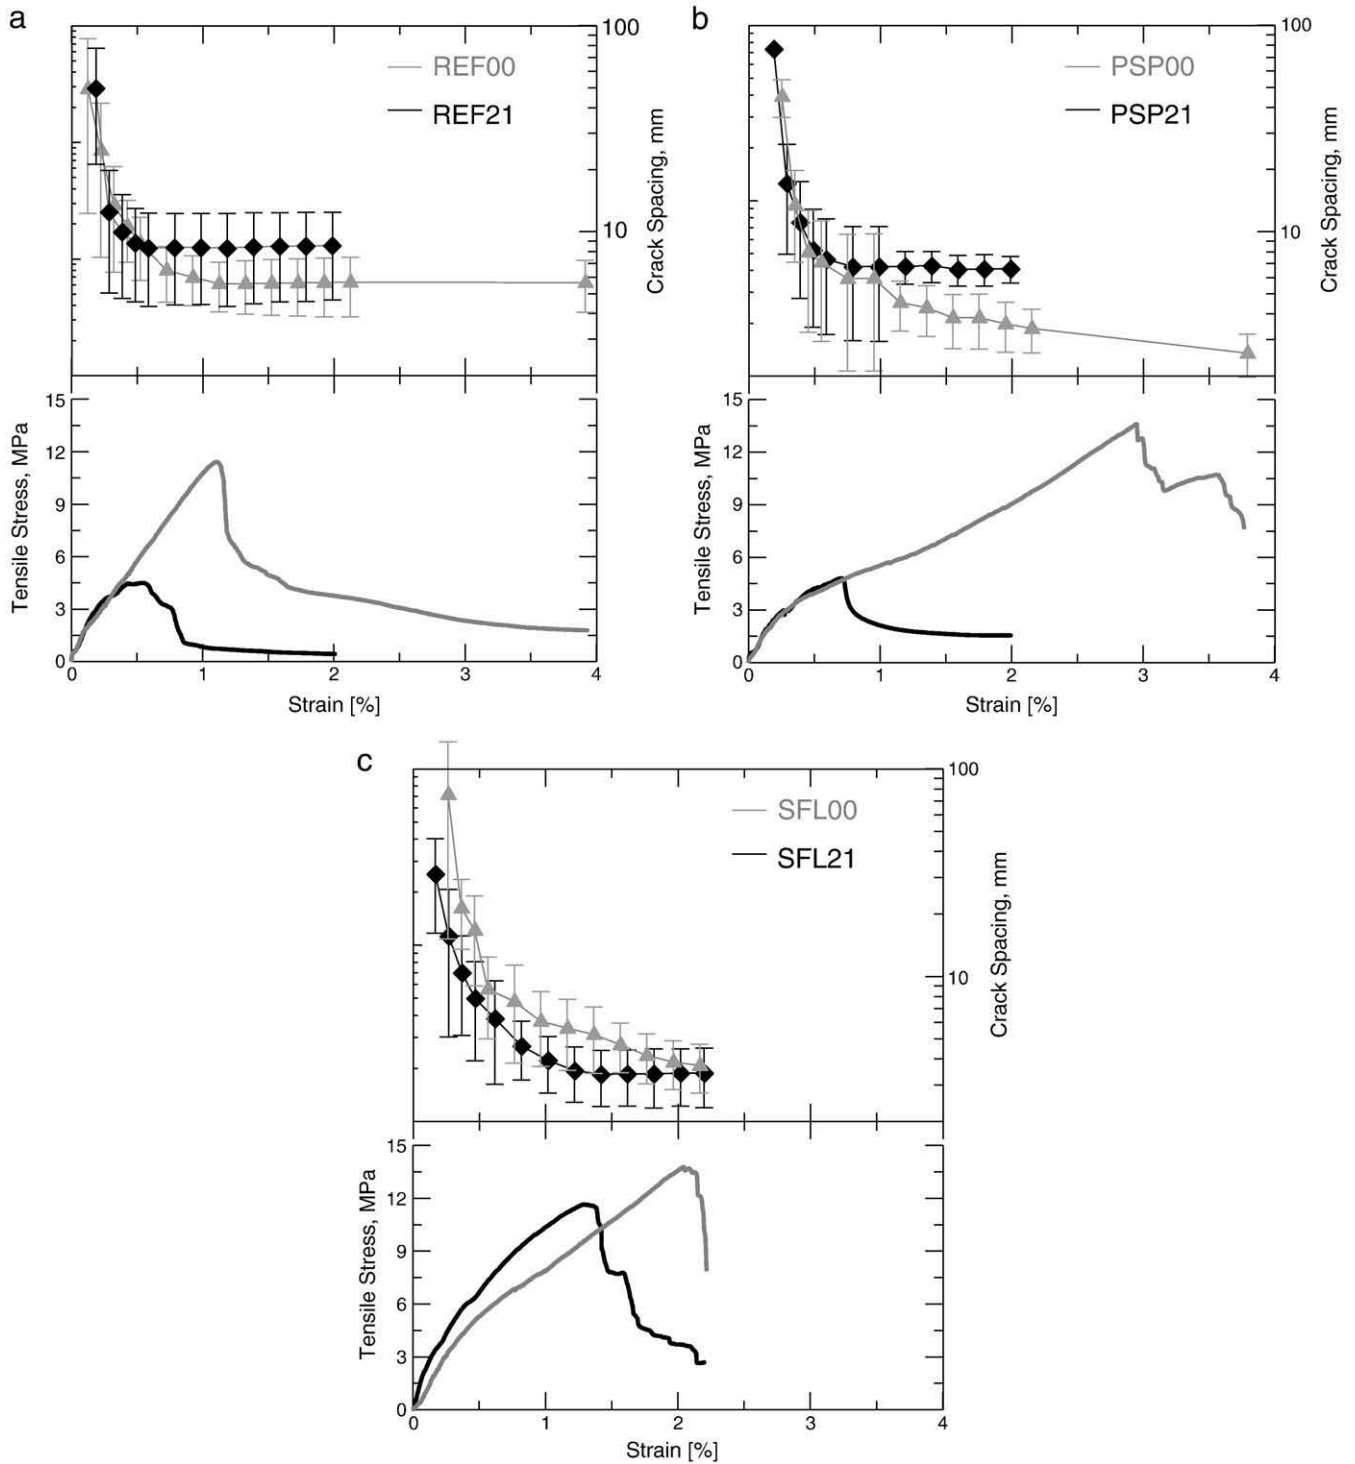 a
100
REF00
REF21
10
Crack Spacing, mm
15
12
9
6
3
0
Tensile Stress, MPa
0
1
2
3
4
Strain [%]
b
100
PSP00
PSP21
10
Crack Spacing, mm
15
12
9
6
3
0
Tensile Stress, MPa
0
1
2
3
4
Strain [%]
c
100
SFL00
SFL21
10
Crack Spacing, mm
15
12
9
6
3
0
Tensile Stress, MPa
0
1
2
3
4
Strain [%]